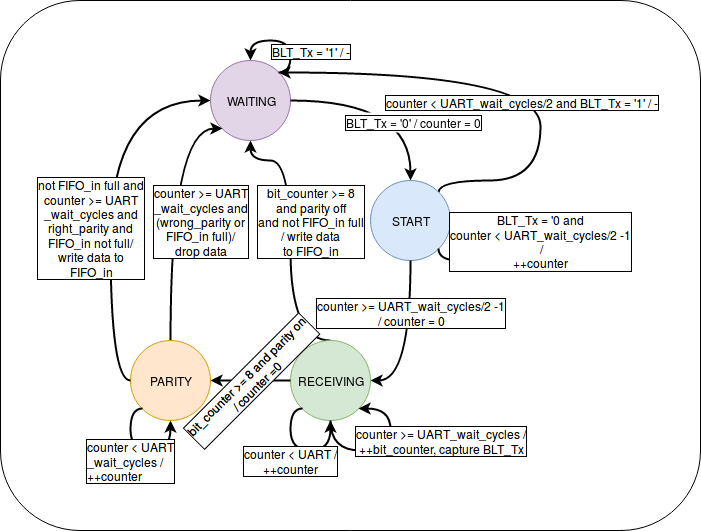 BLT_Tx = '1' / -
WAITING
counter < UART_wait_cycles/2 and BLT_Tx = '1' / -
BLT_Tx = '0' / counter = 0
not FIFO_in full and
counter >= UART
_wait_cycles and
right_parity and
FIFO_in not full/
write data to
FIFO_in
counter >= UART
_wait_cycles and
(wrong_parity or
FIFO_in full)/
drop data
bit_counter >= 8
and parity off
and not FIFO_in full
/ write data
to FIFO_in
START
BLT_Tx = '0 and
counter < UART_wait_cycles/2 -1
/
++counter
counter >= UART_wait_cycles/2 -1
/ counter = 0
bit_counter >= 8 and parity on
/ counter =0
PARITY
RECEIVING
counter < UART
_wait_cycles /
++counter
counter < UART /
++counter
counter >= UART_wait_cycles /
++bit_counter, capture BLT_Tx